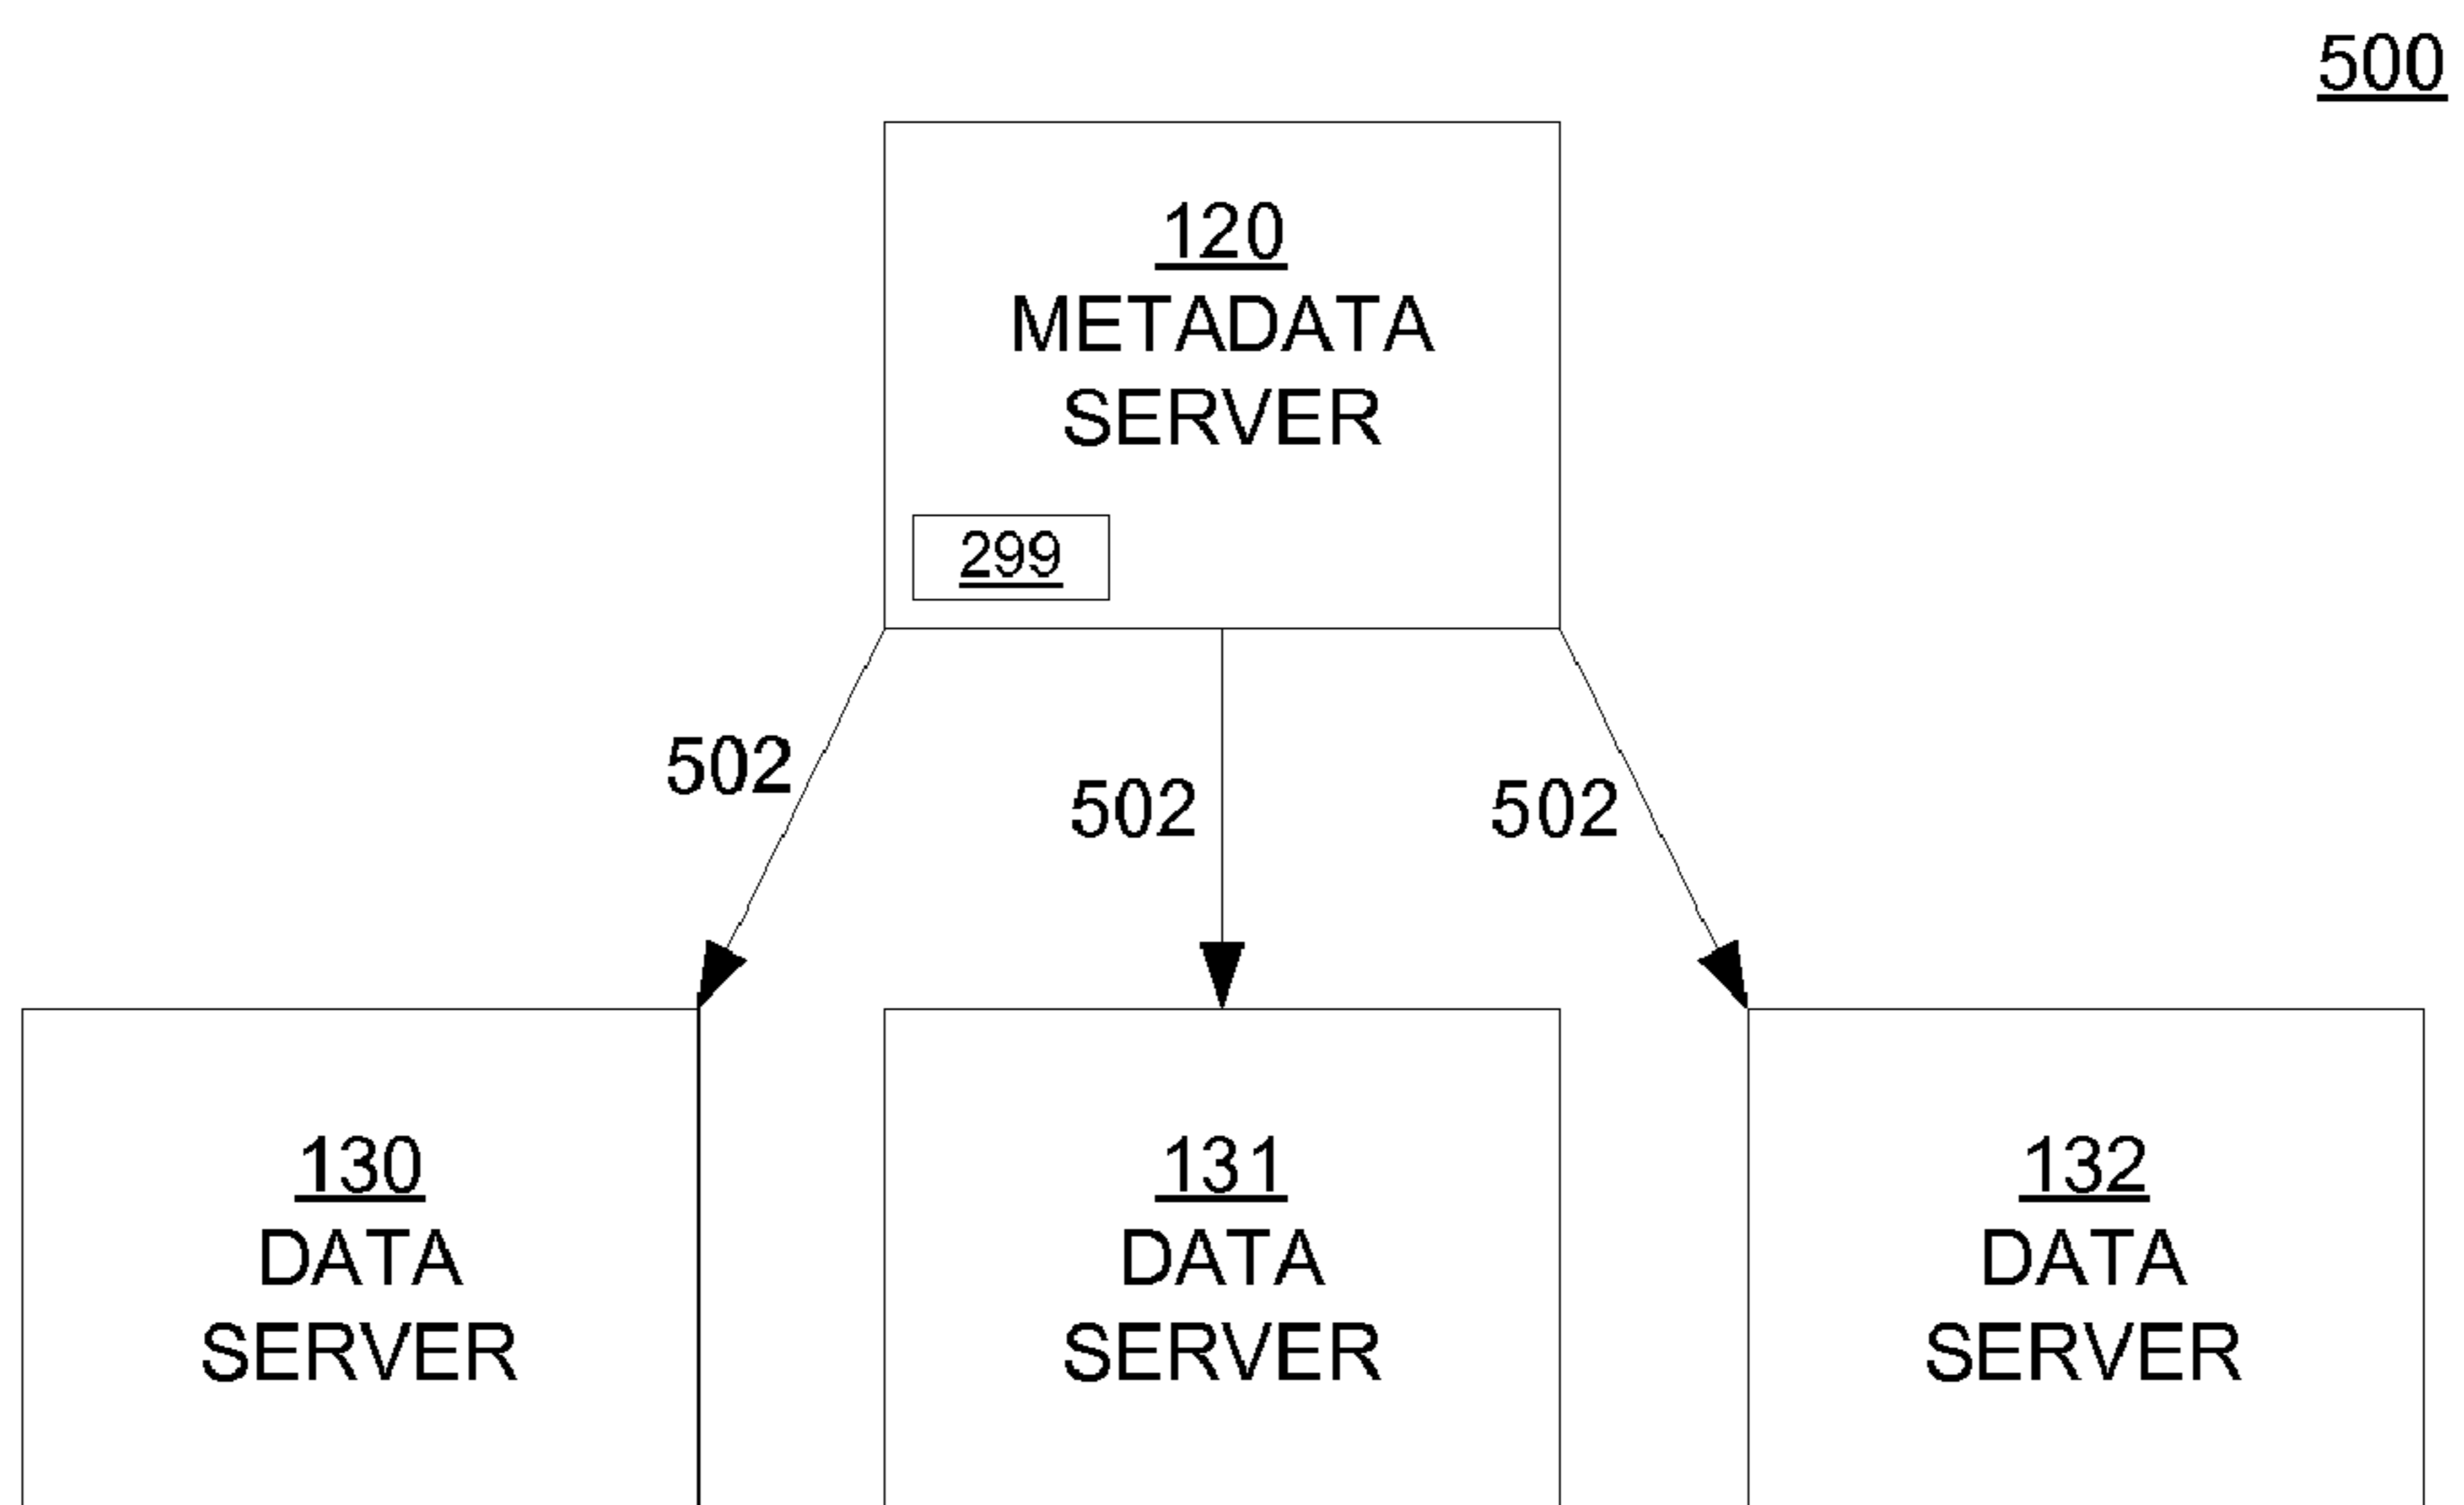 500
120
METADATA
SERVER
299
502
502
502
130
DATA
SERVER
131
DATA
SERVER
132
DATA
SERVER